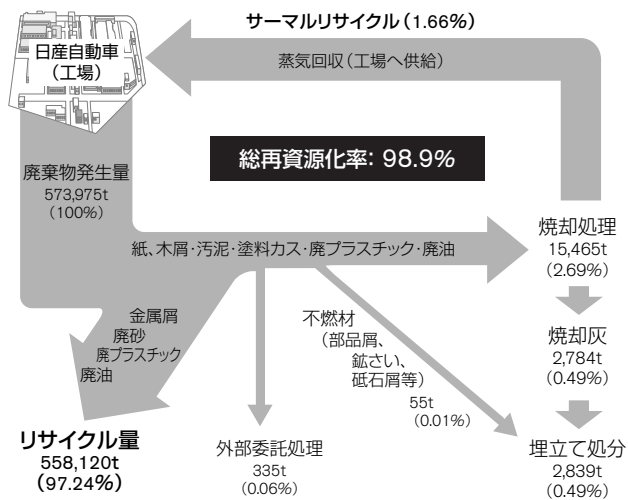 サーマルリサイクル（1.66%）
日産自動車
（工場）
蒸気回収（工場へ供給）
総再資源化率: 98.9%
廃棄物発生量
573,975t
（100%）
紙、木屑・汚泥・塗料カス・廃プラスチック・廃油
焼却処理
15,465t
（2.69%）
金属屑
廃砂
廃プラスチック
廃油
不燃材
（部品屑、
鉱さい、
砥石屑等）
55t
（0.01%）
焼却灰
2,784t
（0.49%）
リサイクル量
558,120t
（97.24%）
外部委託処理
335t
（0.06%）
埋立て処分
2,839t
（0.49%）